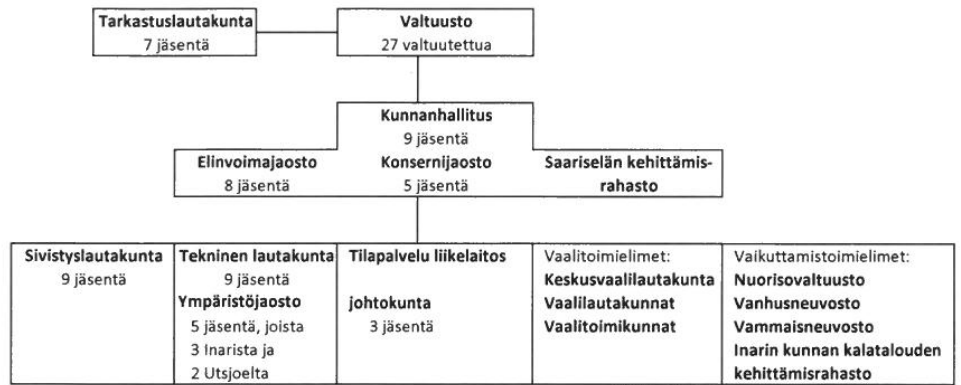 Tarkastuslautakunta
7 jäsentä
Valtuusto
27 valtuutettua
Kunnanhallitus
9 jäsentä
Elinvoimajaosto
8 jäsentä
Konsernijaosto
5 jäsentä
Saariselän kehittämis-
rahasto
Sivistyslautakunta
9 jäsentä
Tekninen lautakunta
9 jäsentä
Ympäristöjaosto
5 jäsentä, joista
3 Inarista ja
2 Utsjoelta
Tilapalvelu liikelaitos
johtokunta
3 jäsentä
Vaalitoimielimet:
Keskusvaalilautakunta
Vaalilautakunnat
Vaalitoimikunnat
Vaikuttamistoimielimet:
Nuorisovaltuusto
Vanhusneuvosto
Vammaisneuvosto
Inarin kunnan kalatalouden
kehittämisrahasto